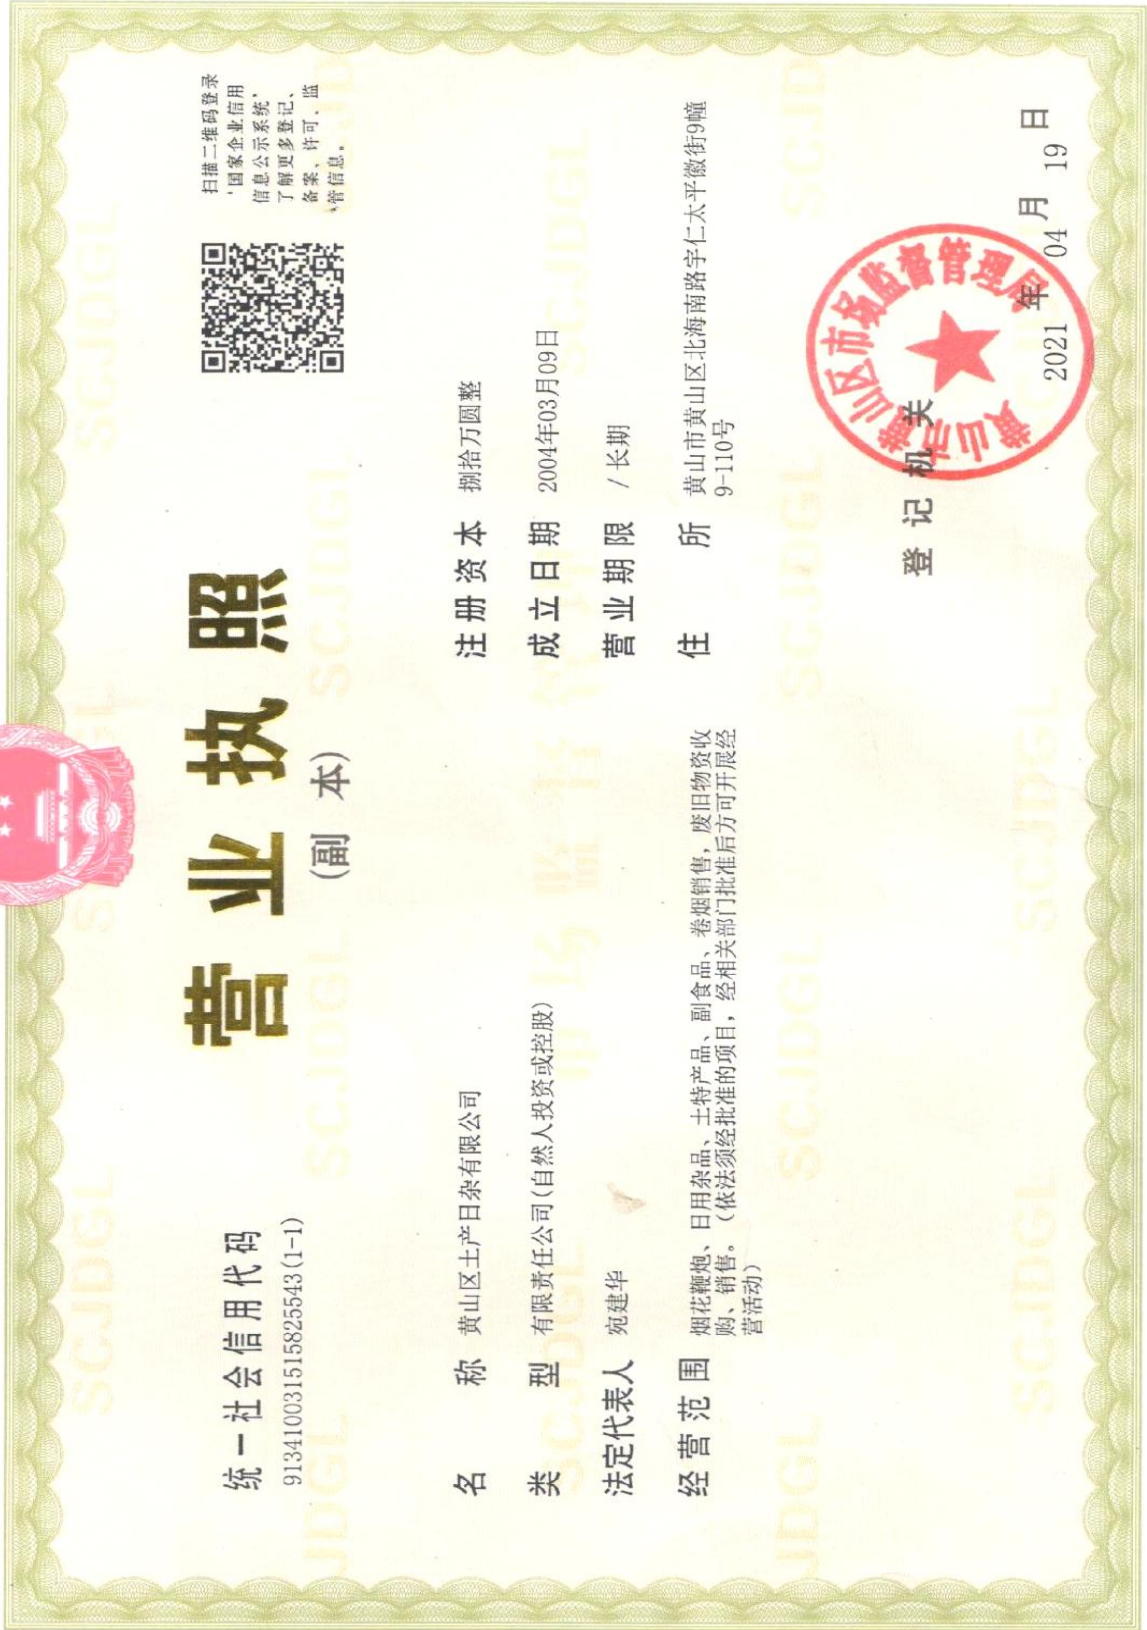 营业执照
(副 本)
统一社会信用代码
913410031515825543(1-1)
扫描二维码登录
‘国家企业信用
信息公示系统’
了解更多登记、
备案、许可、监
管信息。
名 称 黄山区土产日杂有限公司
类 型 有限责任公司(自然人投资或控股)
法定代表人 宛建华
经营范围 烟花鞭炮、日用杂品、土特产品、副食品、卷烟销售，废旧物资收
购、销售。（依法须经批准的项目，经相关部门批准后方可开展经
营活动）
注册资本 捌拾万圆整
成立日期 2004年03月09日
营业期限 / 长期
住 所 黄山市黄山区北海南路宇仁太平徽街9幢
9-110号
登记机关
黄山市黄山区市场监督管理局
2021 年 04 月 19 日
SCJDGL